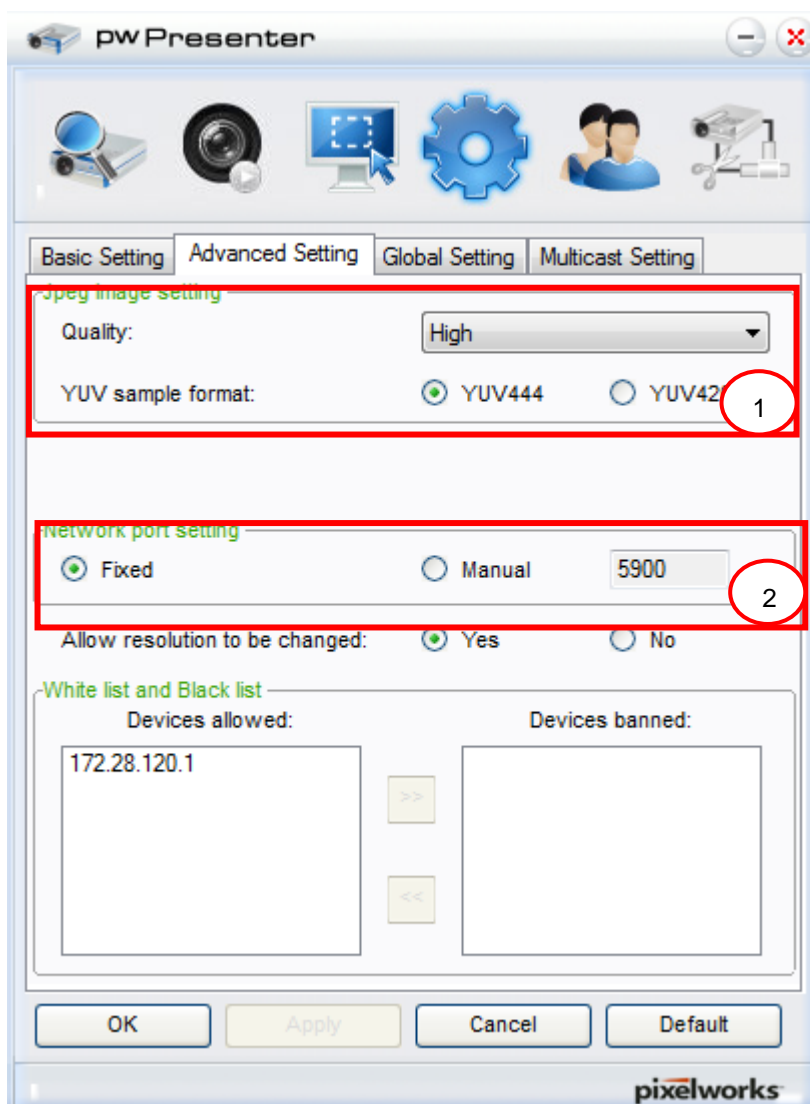 pwPresenter
Basic Setting Advanced Setting Global Setting Multicast Setting
Jpeg image setting
Quality: High
YUV sample format: YUV444
1
Network port setting
Fixed Manual 5900
2
Allow resolution to be changed: Yes No
White list and Black list
Devices allowed: Devices banned:
172.28.120.1
>>
<<
OK Apply Cancel Default
pixelworks